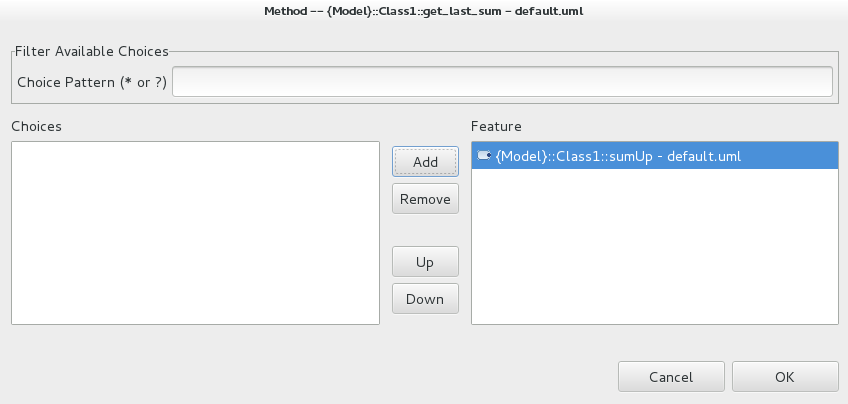 Method -- {Model}::Class1::get_last_sum - default.uml
Filter Available Choices
Choice Pattern (* or ?)
Choices
Feature
Add
{Model}::Class1::sumUp - default.uml
Remove
Up
Down
Cancel
OK